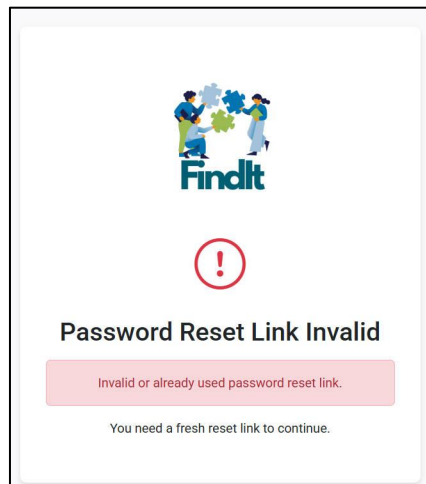 FindIt
!
Password Reset Link Invalid
Invalid or already used password reset link.
You need a fresh reset link to continue.